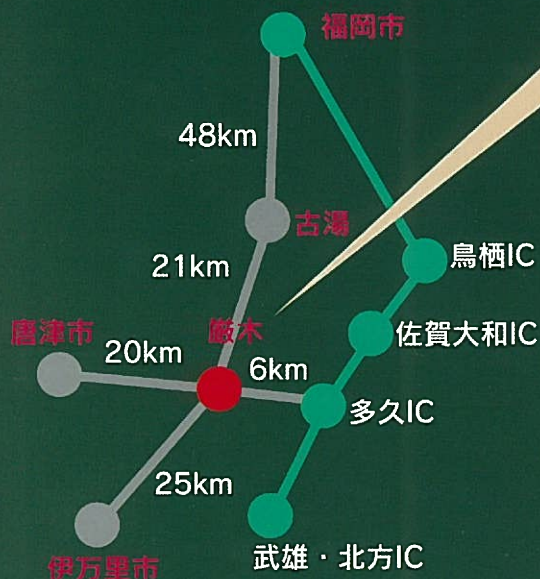 福岡市
48km
古湯
21km
鳥栖IC
唐津市
厳木
佐賀大和IC
20km
6km
多久IC
25km
武雄・北方IC
伊万里市